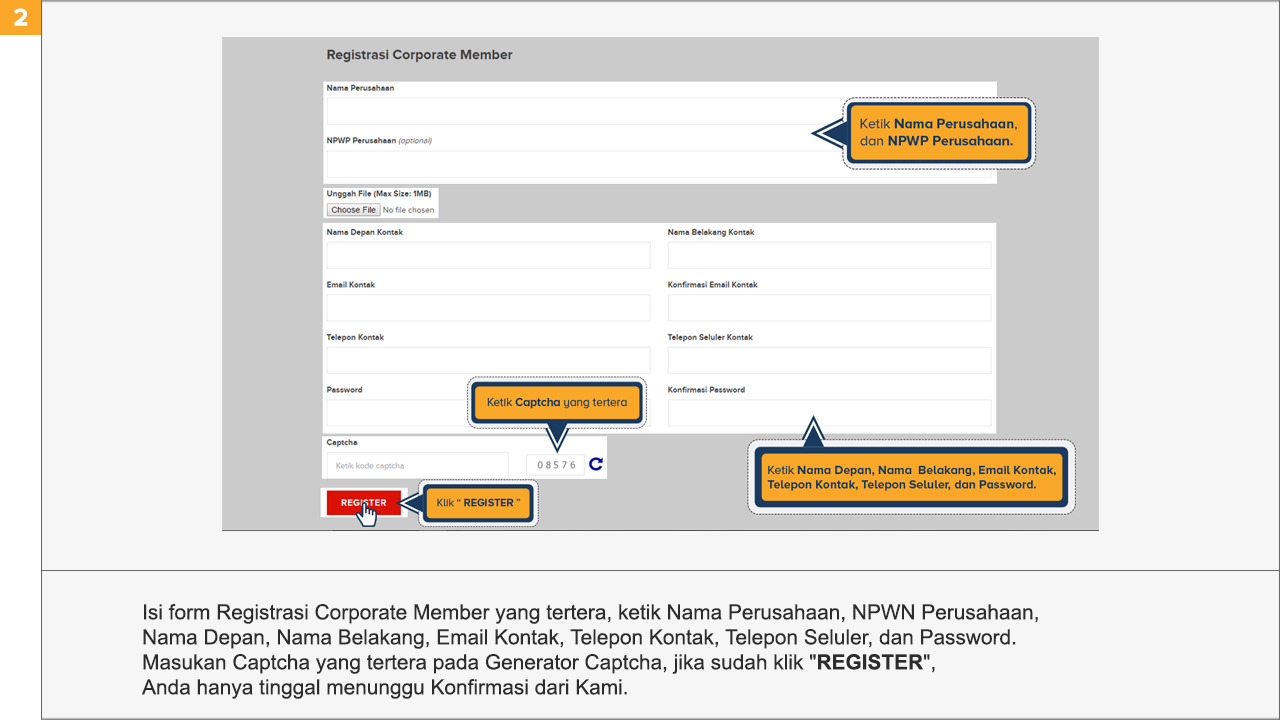 2
Registrasi Corporate Member
Nama Perusahaan
Ketik Nama Perusahaan,
dan NPWP Perusahaan.
NPWP Perusahaan (optional)
Unggah File (Max Size: 1MB)
Choose File No file chosen
Nama Depan Kontak
Nama Belakang Kontak
Email Kontak
Konfirmasi Email Kontak
Telepon Kontak
Telepon Seluler Kontak
Password
Konfirmasi Password
Ketik Captcha yang tertera
Captcha
Ketik kode captcha
08576
Ketik Nama Depan, Nama Belakang, Email Kontak,
Telepon Kontak, Telepon Seluler, dan Password.
REGISTER
Klik “ REGISTER ”
Isi form Registrasi Corporate Member yang tertera, ketik Nama Perusahaan, NPWN Perusahaan,
Nama Depan, Nama Belakang, Email Kontak, Telepon Kontak, Telepon Seluler, dan Password.
Masukan Captcha yang tertera pada Generator Captcha, jika sudah klik "REGISTER",
Anda hanya tinggal menunggu Konfirmasi dari Kami.